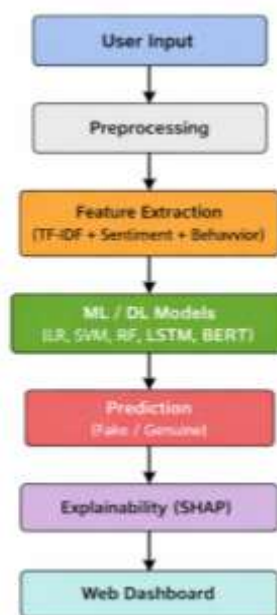 User Input
Preprocessing
Feature Extraction
(TF-IDF + Sentiment + Behavvior)
ML / DL Models
(LR, SVM, RF, LSTM, BERT)
Prediction
(Fake / Genuine)
Explainability (SHAP)
Web Dashboard